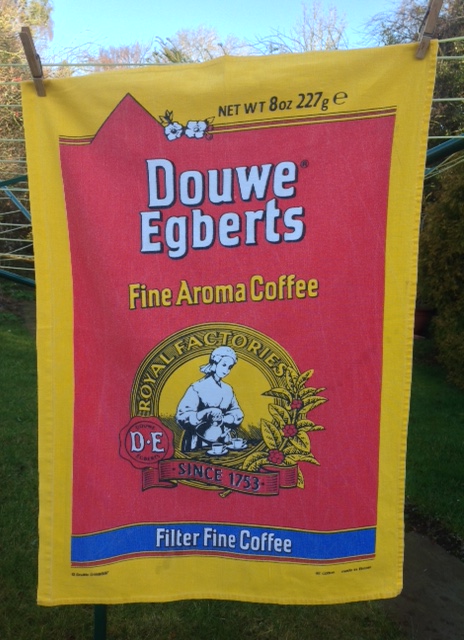 NET WT 8oz 227g e
Douwe®
Egberts
Fine Aroma Coffee
ROYAL FACTORIES
D·E
·SINCE 1753·
Filter Fine Coffee